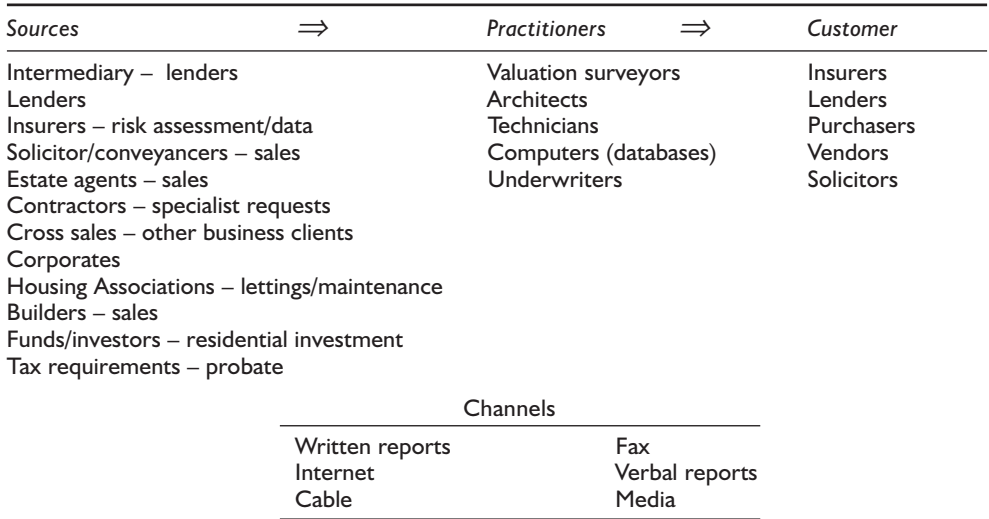 Sources ⇒ Practitioners ⇒ Customer
Intermediary – lenders Valuation surveyors Insurers
Lenders Architects Lenders
Insurers – risk assessment/data Technicians Purchasers
Solicitor/conveyancers – sales Computers (databases) Vendors
Estate agents – sales Underwriters Solicitors
Contractors – specialist requests
Cross sales – other business clients
Corporates
Housing Associations – lettings/maintenance
Builders – sales
Funds/investors – residential investment
Tax requirements – probate
Channels
Written reports Fax
Internet Verbal reports
Cable Media